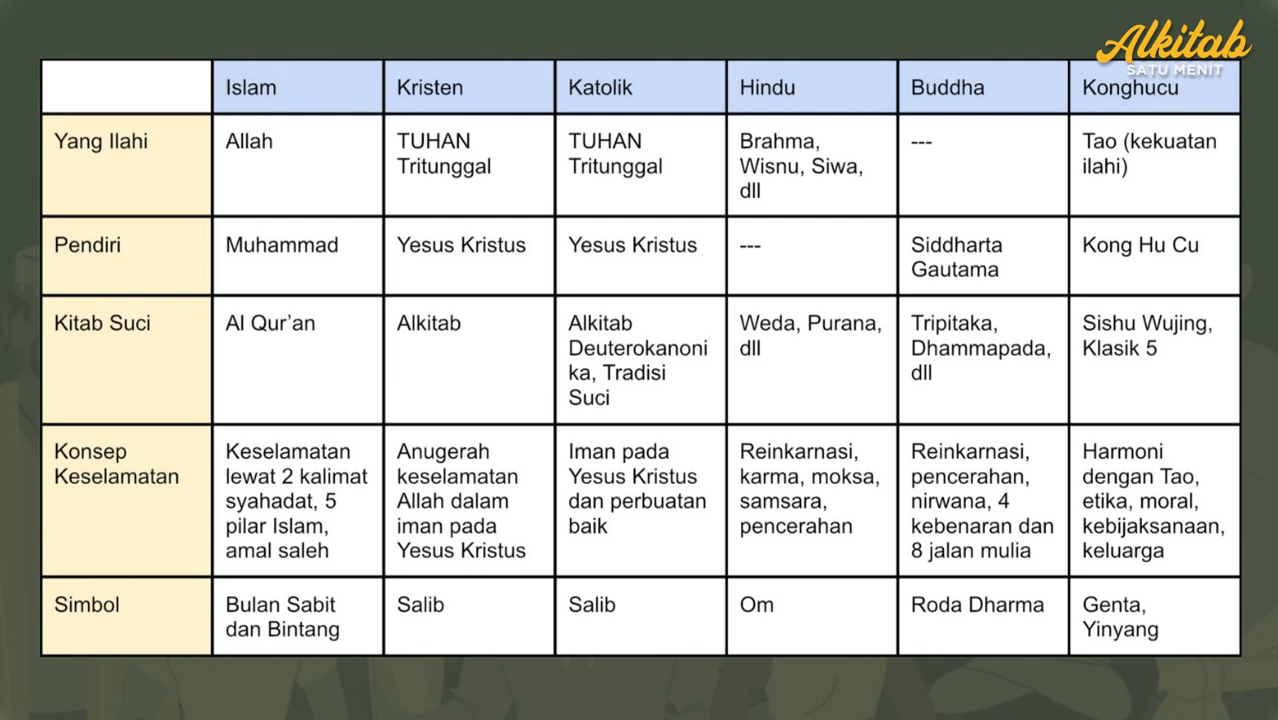 Alkitab
SATU MENIT
Islam
Kristen
Katolik
Hindu
Buddha
Konghucu
Yang Ilahi
Allah
TUHAN
Tritunggal
TUHAN
Tritunggal
Brahma,
Wisnu, Siwa,
dll
---
Tao (kekuatan
ilahi)
Pendiri
Muhammad
Yesus Kristus
Yesus Kristus
---
Siddharta
Gautama
Kong Hu Cu
Kitab Suci
Al Qur’an
Alkitab
Alkitab
Deuterokanoni
ka, Tradisi
Suci
Weda, Purana,
dll
Tripitaka,
Dhammapada,
dll
Sishu Wujing,
Klasik 5
Konsep
Keselamatan
Keselamatan
lewat 2 kalimat
syahadat, 5
pilar Islam,
amal saleh
Anugerah
keselamatan
Allah dalam
iman pada
Yesus Kristus
Iman pada
Yesus Kristus
dan perbuatan
baik
Reinkarnasi,
karma, moksa,
samsara,
pencerahan
Reinkarnasi,
pencerahan,
nirwana, 4
kebenaran dan
8 jalan mulia
Harmoni
dengan Tao,
etika, moral,
kebijaksanaan,
keluarga
Simbol
Bulan Sabit
dan Bintang
Salib
Salib
Om
Roda Dharma
Genta,
Yinyang